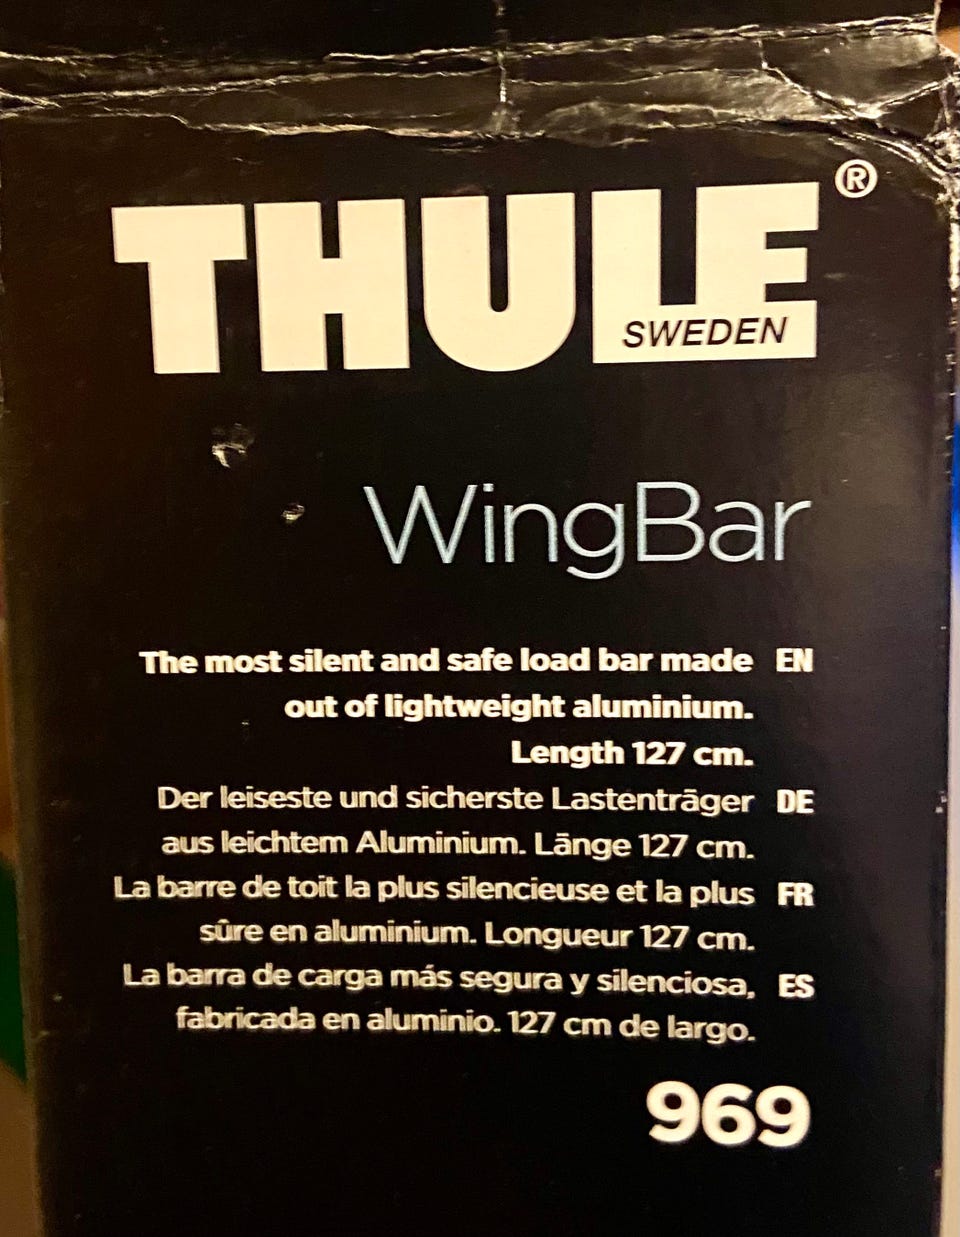 THULE®
SWEDEN
WingBar
The most silent and safe load bar made EN
out of lightweight aluminium.
Length 127 cm.
Der leiseste und sicherste Lastenträger DE
aus leichtem Aluminium. Länge 127 cm.
La barre de toit la plus silencieuse et la plus FR
sûre en aluminium. Longueur 127 cm.
La barra de carga más segura y silenciosa, ES
fabricada en aluminio. 127 cm de largo.
969